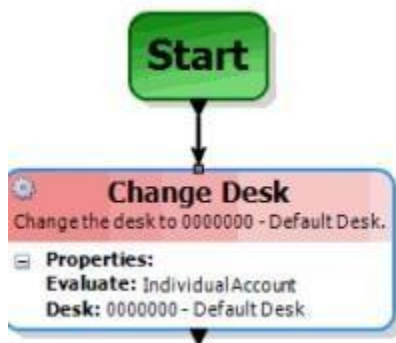 Start
Change Desk
Change the desk to 0000000 - Default Desk.
Properties:
Evaluate: IndividualAccount
Desk: 0000000 - Default Desk